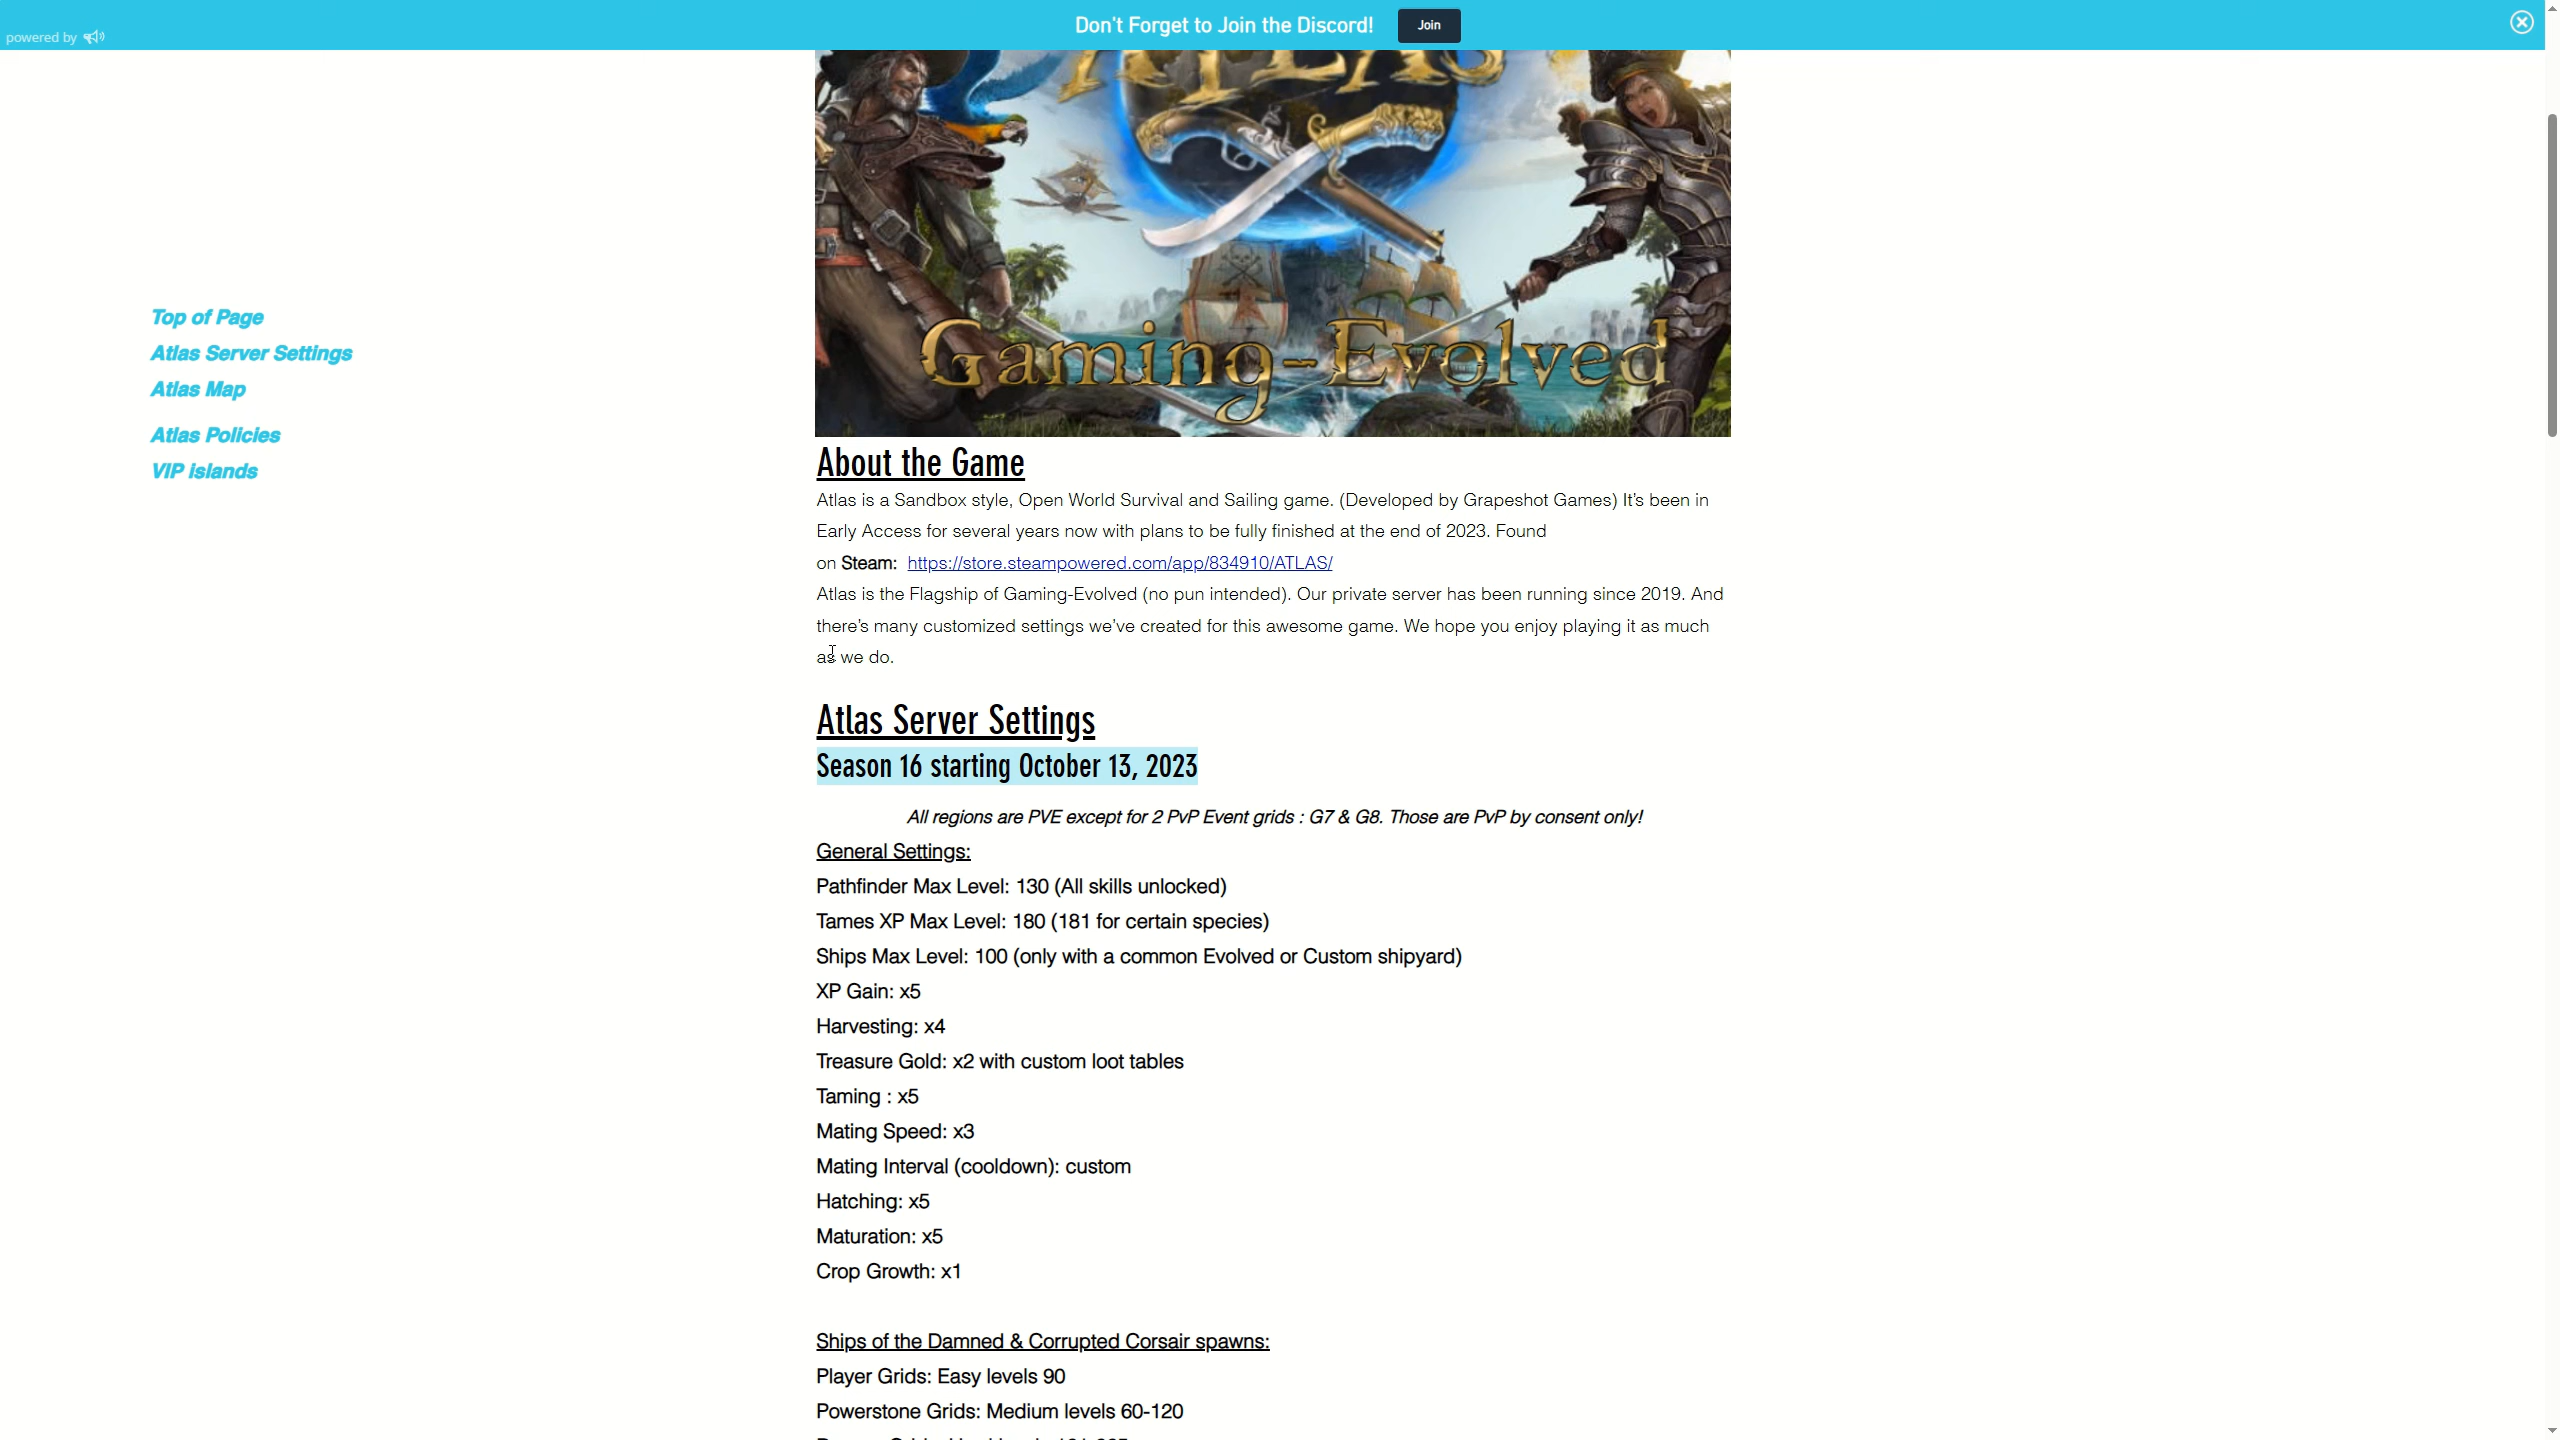 Don't Forget to Join the Discord!
Join
powered by
ATLAS
Gaming-Evolved
Top of Page
Atlas Server Settings
Atlas Map
Atlas Policies
VIP islands
About the Game
Atlas is a Sandbox style, Open World Survival and Sailing game. (Developed by Grapeshot Games) It's been in
Early Access for several years now with plans to be fully finished at the end of 2023. Found
on Steam: https://store.steampowered.com/app/834910/ATLAS/
Atlas is the Flagship of Gaming-Evolved (no pun intended). Our private server has been running since 2019. And
there's many customized settings we've created for this awesome game. We hope you enjoy playing it as much
as we do.
Atlas Server Settings
Season 16 starting October 13, 2023
All regions are PVE except for 2 PvP Event grids : G7 & G8. Those are PvP by consent only!
General Settings:
Pathfinder Max Level: 130 (All skills unlocked)
Tames XP Max Level: 180 (181 for certain species)
Ships Max Level: 100 (only with a common Evolved or Custom shipyard)
XP Gain: x5
Harvesting: x4
Treasure Gold: x2 with custom loot tables
Taming : x5
Mating Speed: x3
Mating Interval (cooldown): custom
Hatching: x5
Maturation: x5
Crop Growth: x1
Ships of the Damned & Corrupted Corsair spawns:
Player Grids: Easy levels 90
Powerstone Grids: Medium levels 60-120